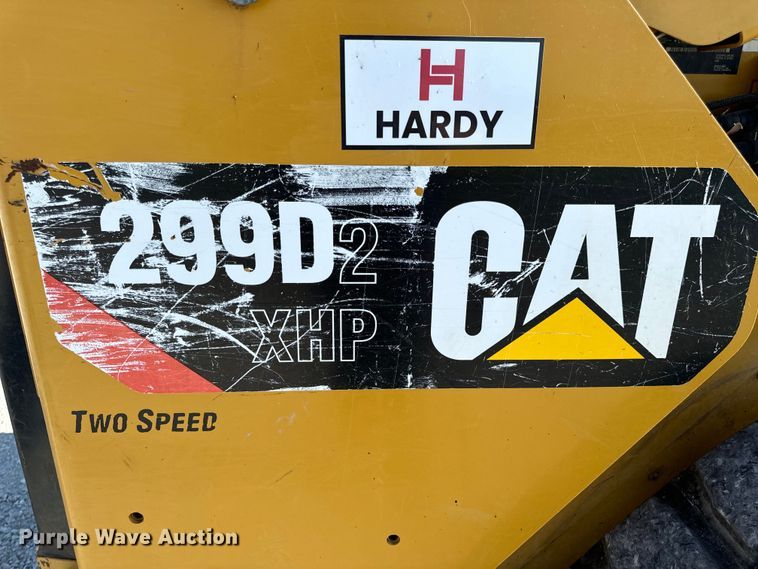 H
HARDY
299D2
XHP
CAT
TWO SPEED
Purple Wave Auction